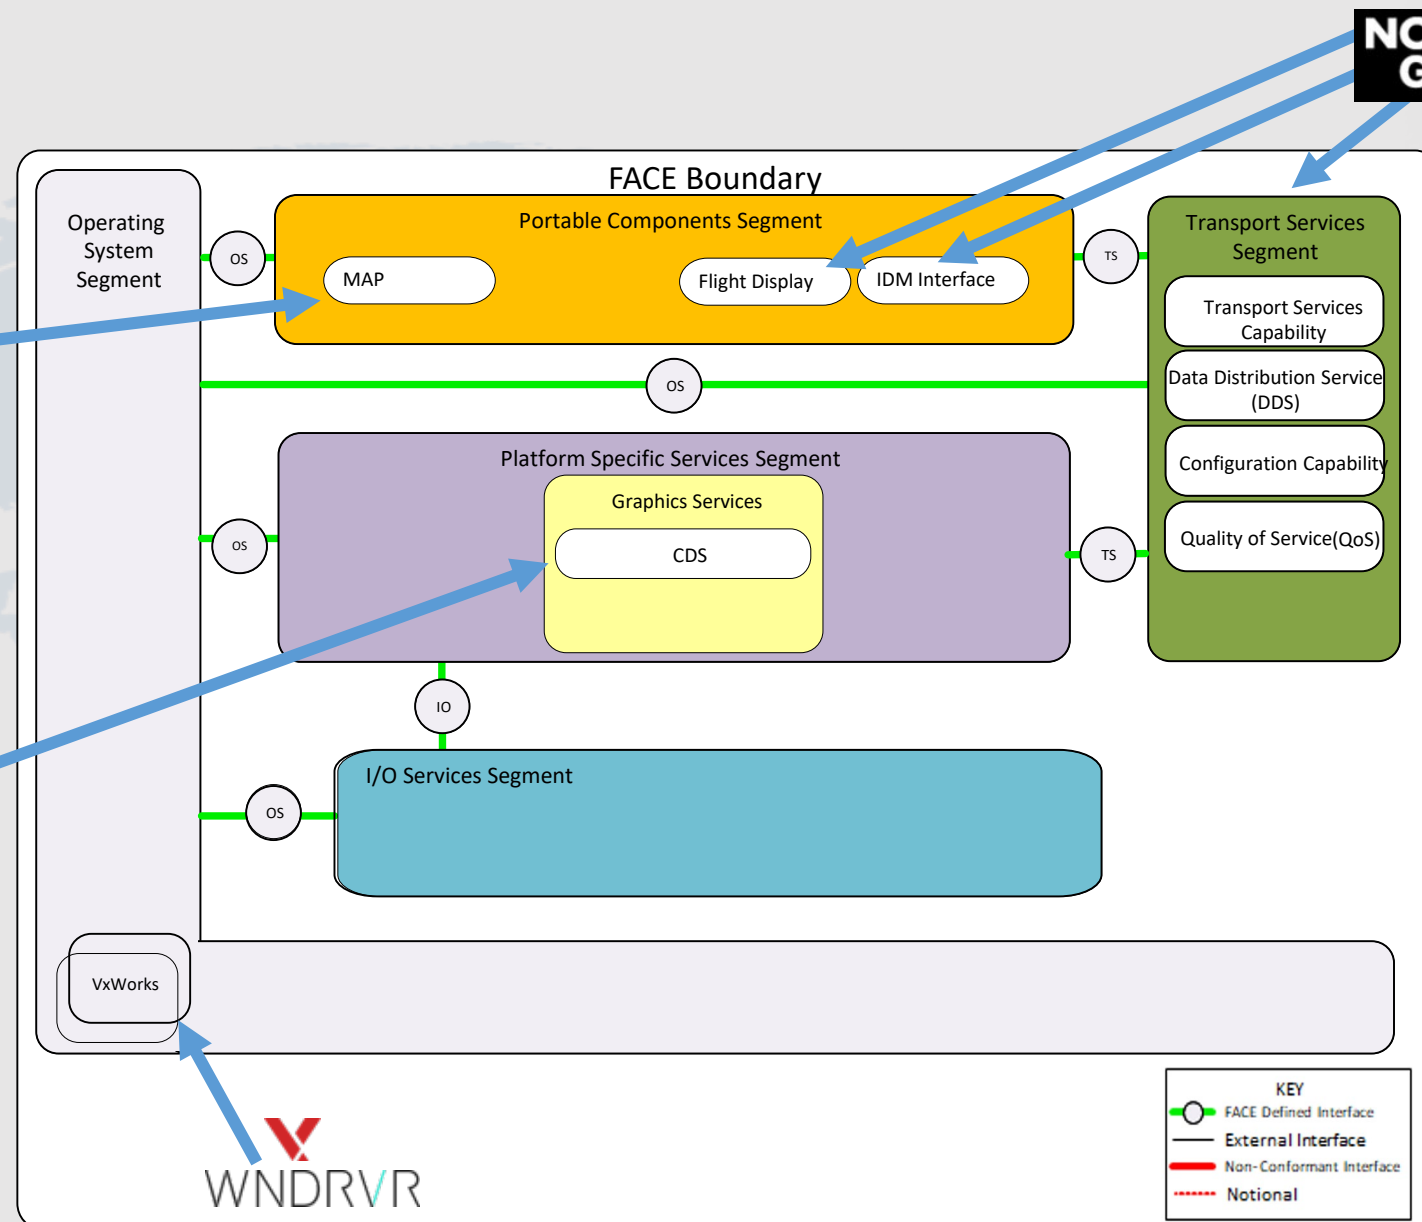 NO
G
FACE Boundary
Operating
System
Segment
OS
Portable Components Segment
MAP
Flight Display
IDM Interface
TS
Transport Services
Segment
Transport Services
Capability
Data Distribution Service
(DDS)
Configuration Capability
Quality of Service(QoS)
OS
Platform Specific Services Segment
Graphics Services
CDS
OS
TS
IO
I/O Services Segment
OS
VxWorks
WNDRVR
KEY
FACE Defined Interface
External Interface
Non-Conformant Interface
Notional